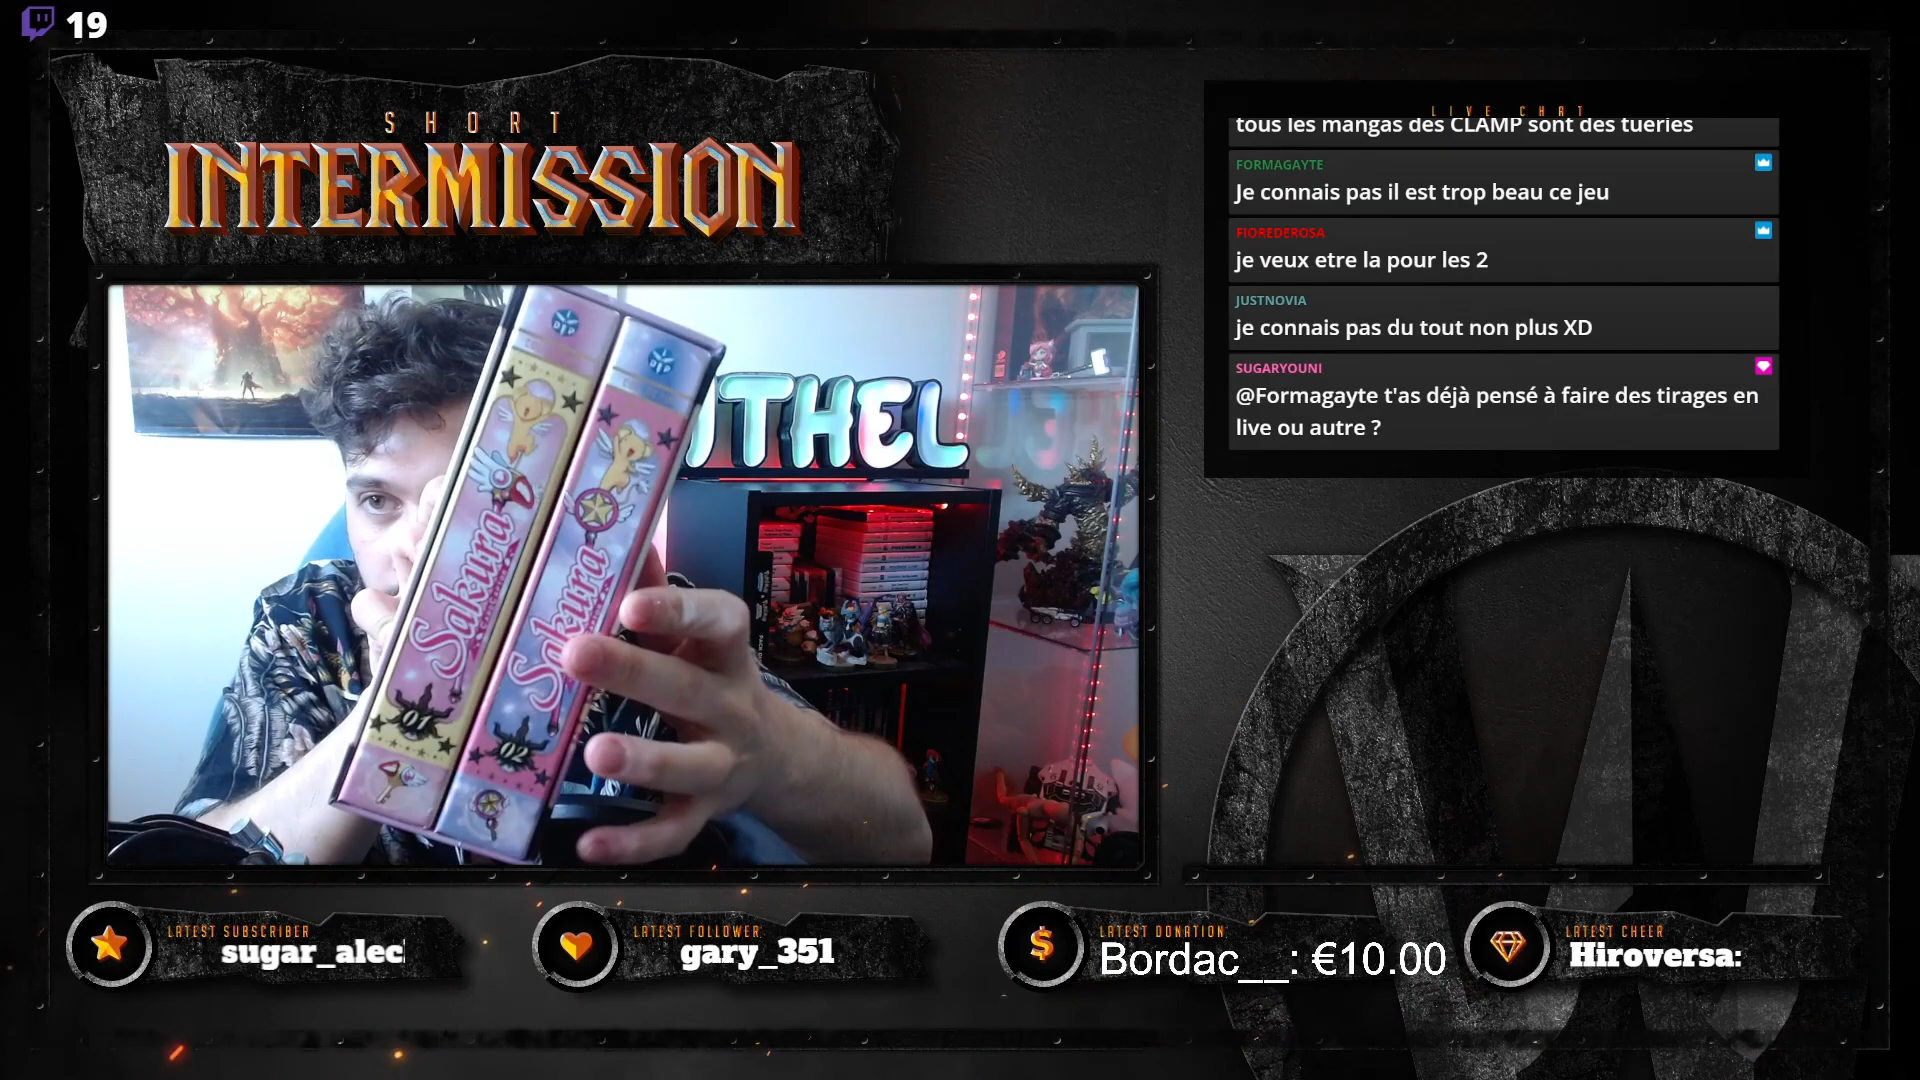 19
SHORT
INTERMISSION
LIVE CHAT
tous les mangas des CLAMP sont des tueries
FORMAGAYTE
Je connais pas il est trop beau ce jeu
FIOREDEROSA
je veux etre la pour les 2
JUSTNOVIA
je connais pas du tout non plus XD
SUGARYOUNI
@Formagayte t'as déjà pensé à faire des tirages en
live ou autre ?
ITHEL
Sakura
01
Sakura
02
LATEST SUBSCRIBER
sugar_alec
LATEST FOLLOWER
gary_351
LATEST DONATION
Bordac__: €10.00
LATEST CHEER
Hiroversa: